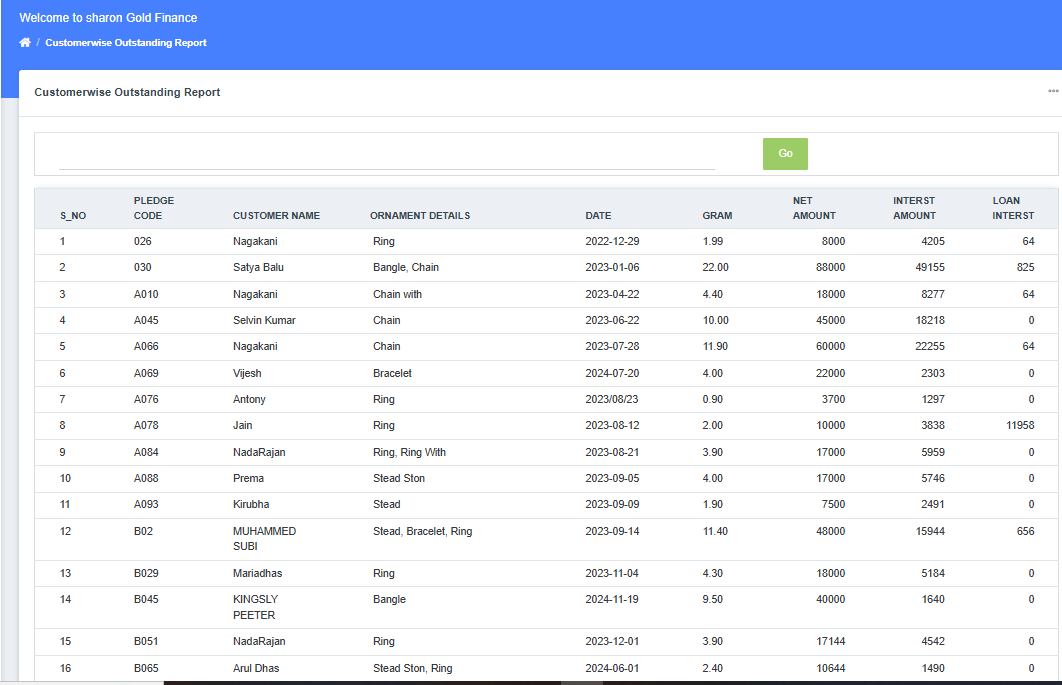 Welcome to sharon Gold Finance
/ Customerwise Outstanding Report
Customerwise Outstanding Report
Go
S_NO PLEDGE CODE CUSTOMER NAME ORNAMENT DETAILS DATE GRAM NET AMOUNT INTERST AMOUNT LOAN INTERST
1 026 Nagakani Ring 2022-12-29 1.99 8000 4205 64
2 030 Satya Balu Bangle, Chain 2023-01-06 22.00 88000 49155 825
3 A010 Nagakani Chain with 2023-04-22 4.40 18000 8277 64
4 A045 Selvin Kumar Chain 2023-06-22 10.00 45000 18218 0
5 A066 Nagakani Chain 2023-07-28 11.90 60000 22255 64
6 A069 Vijesh Bracelet 2024-07-20 4.00 22000 2303 0
7 A076 Antony Ring 2023/08/23 0.90 3700 1297 0
8 A078 Jain Ring 2023-08-12 2.00 10000 3838 11958
9 A084 NadaRajan Ring, Ring With 2023-08-21 3.90 17000 5959 0
10 A088 Prema Stead Ston 2023-09-05 4.00 17000 5746 0
11 A093 Kirubha Stead 2023-09-09 1.90 7500 2491 0
12 B02 MUHAMMED SUBI Stead, Bracelet, Ring 2023-09-14 11.40 48000 15944 656
13 B029 Mariadhas Ring 2023-11-04 4.30 18000 5184 0
14 B045 KINGSLY PEETER Bangle 2024-11-19 9.50 40000 1640 0
15 B051 NadaRajan Ring 2023-12-01 3.90 17144 4542 0
16 B065 Arul Dhas Stead Ston, Ring 2024-06-01 2.40 10644 1490 0